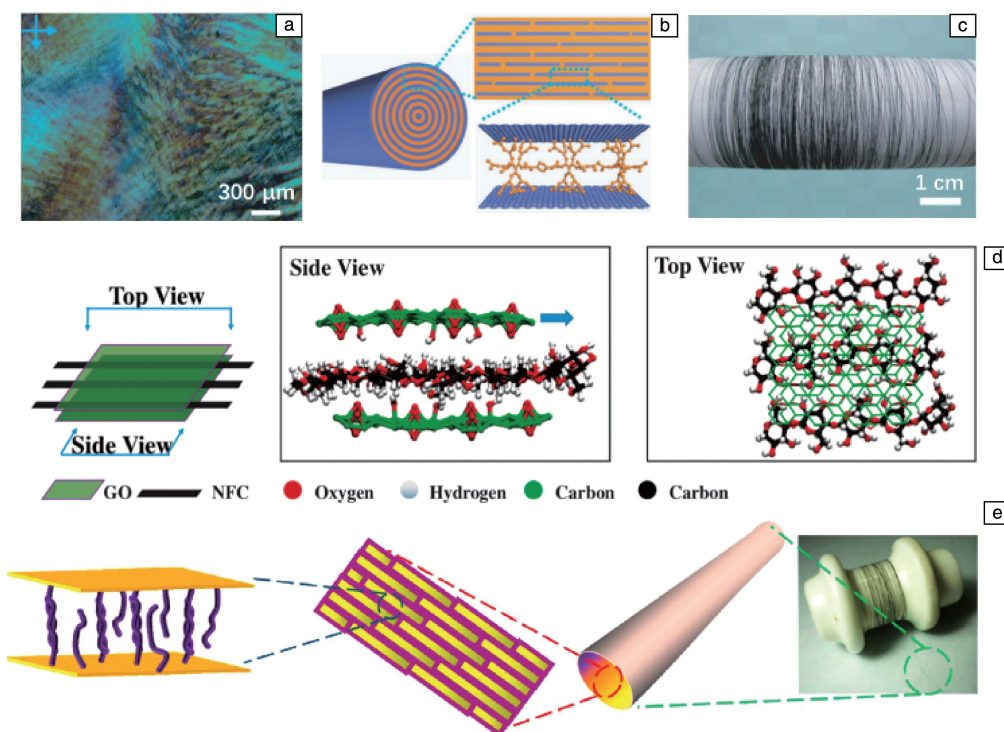 a
300 μm
b
c
1 cm
d
Top View
Side View
Side View
Top View
GO
NFC
Oxygen
Hydrogen
Carbon
Carbon
e